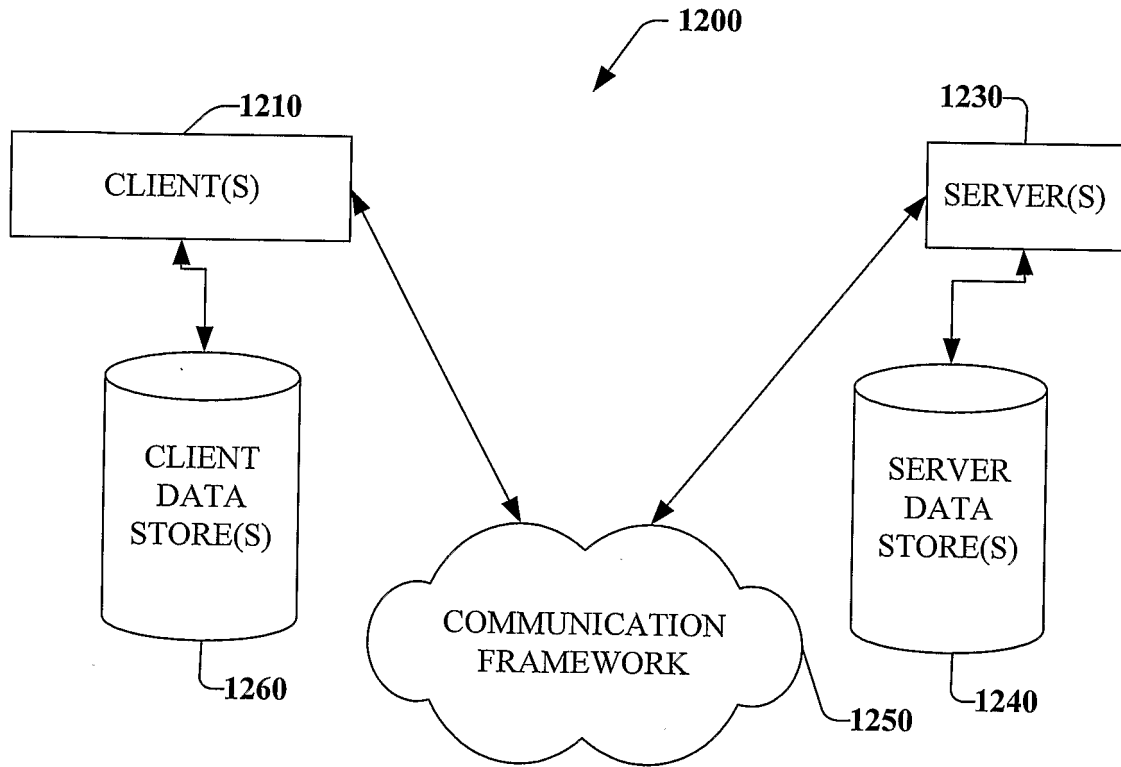 1200
1210
1230
CLIENT(S)
SERVER(S)
CLIENT
DATA
STORE(S)
SERVER
DATA
STORE(S)
COMMUNICATION
FRAMEWORK
1260
1250
1240